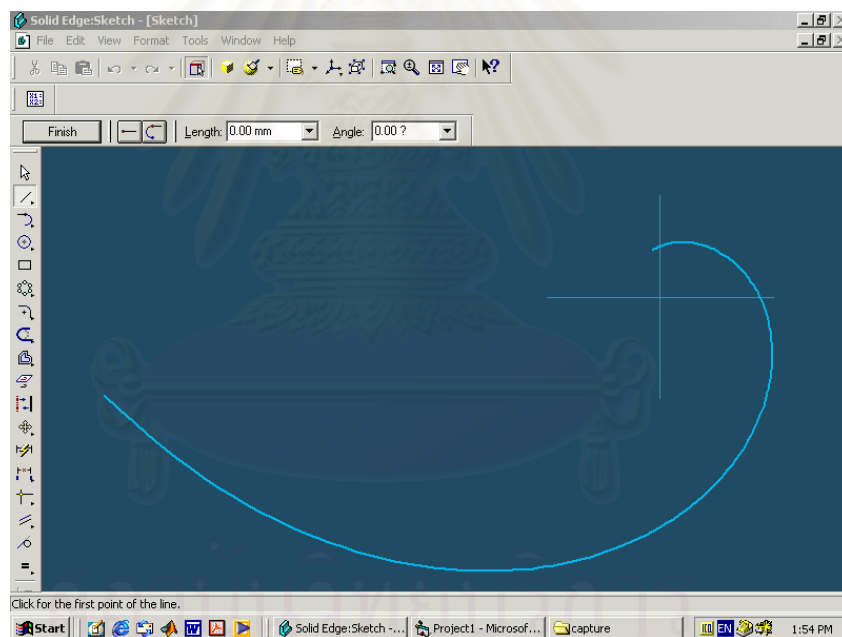 Solid Edge:Sketch - [Sketch]
File Edit View Format Tools Window Help
Finish Length: 0.00 mm Angle: 0.00 ?
Click for the first point of the line.
Start Solid Edge:Sketch -... Project1 - Microsof... capture EN 1:54 PM